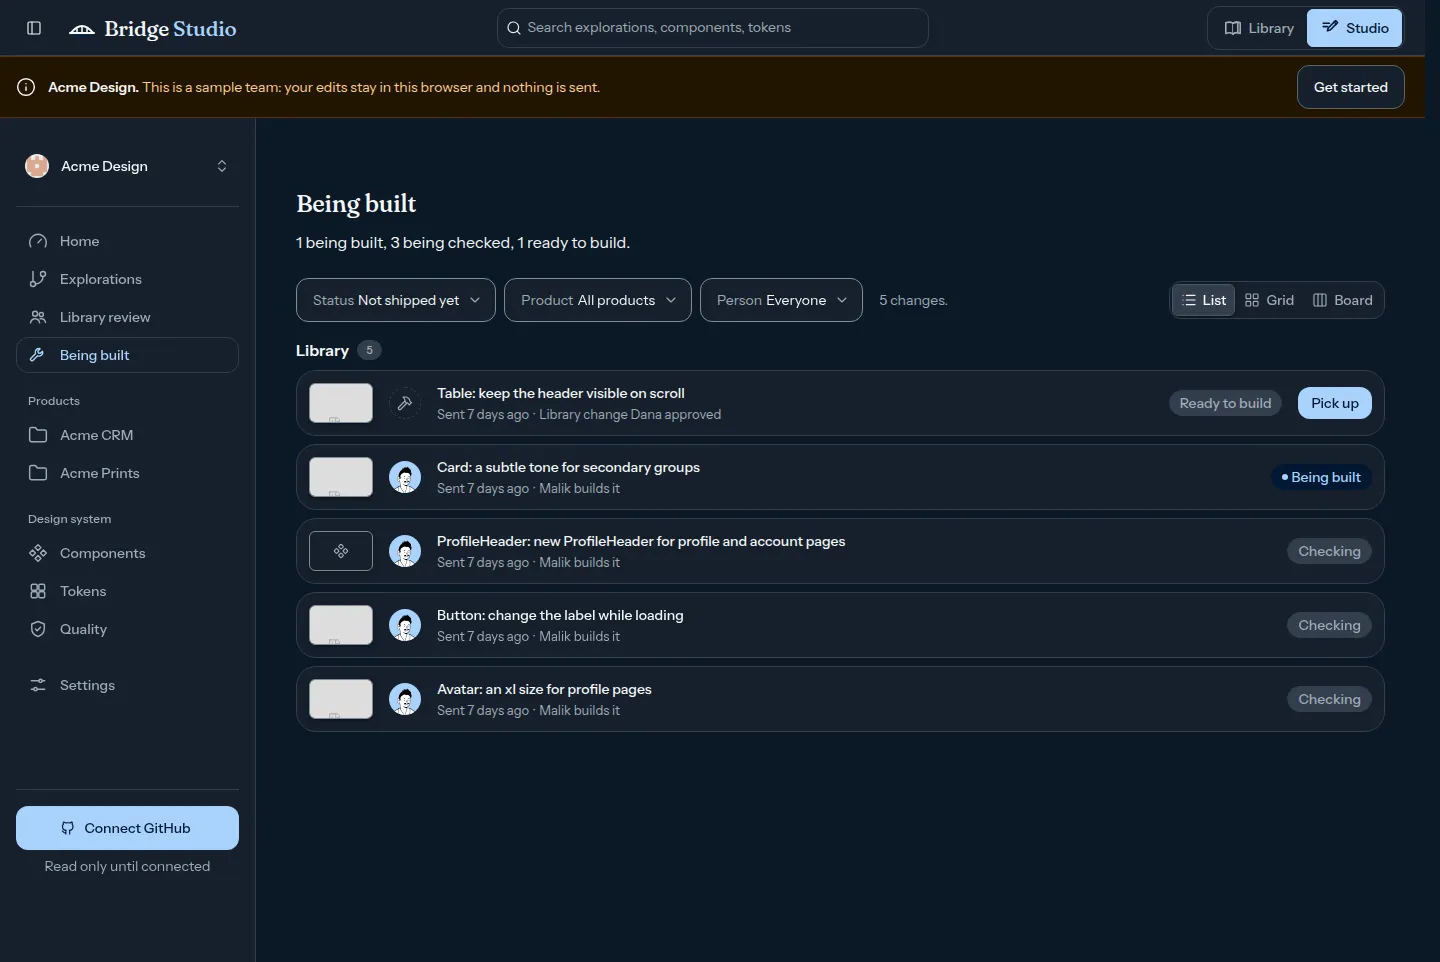 Bridge Studio
Search explorations, components, tokens
Library
Studio
Acme Design. This is a sample team: your edits stay in this browser and nothing is sent.
Get started
Acme Design
Home
Explorations
Library review
Being built
Products
Acme CRM
Acme Prints
Design system
Components
Tokens
Quality
Settings
Connect GitHub
Read only until connected
Being built
1 being built, 3 being checked, 1 ready to build.
Status Not shipped yet
Product All products
Person Everyone
5 changes.
List
Grid
Board
Library 5
Table: keep the header visible on scroll
Sent 7 days ago · Library change Dana approved
Ready to build
Pick up
Card: a subtle tone for secondary groups
Sent 7 days ago · Malik builds it
Being built
ProfileHeader: new ProfileHeader for profile and account pages
Sent 7 days ago · Malik builds it
Checking
Button: change the label while loading
Sent 7 days ago · Malik builds it
Checking
Avatar: an xl size for profile pages
Sent 7 days ago · Malik builds it
Checking